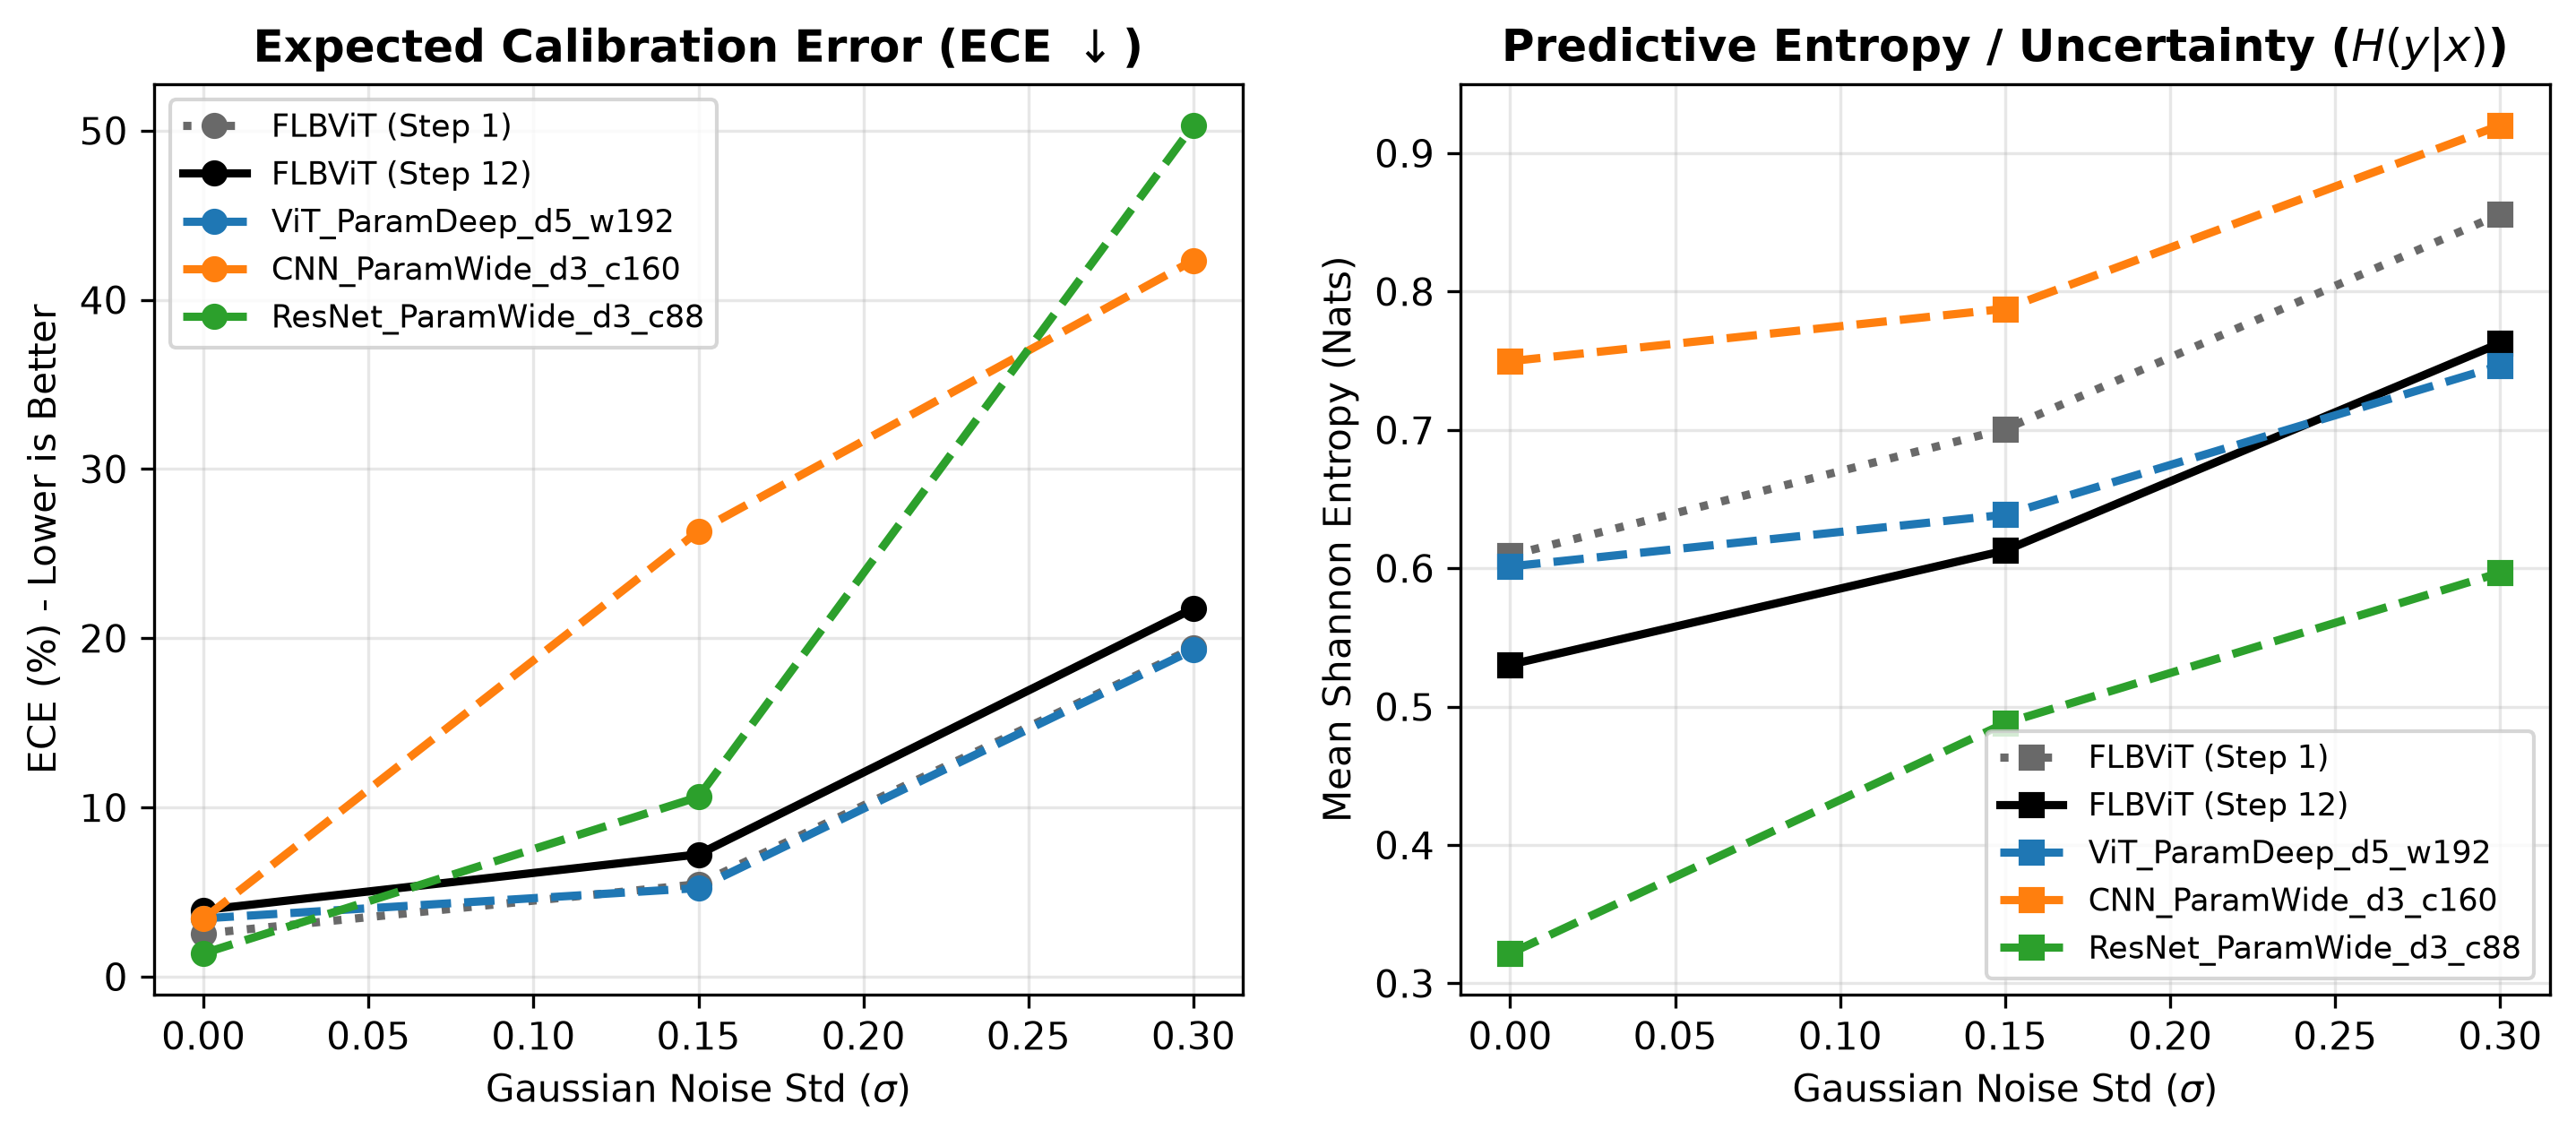 Expected Calibration Error (ECE ↓)
ECE (%) - Lower is Better
50
40
30
20
10
0
FLBViT (Step 1)
FLBViT (Step 12)
ViT_ParamDeep_d5_w192
CNN_ParamWide_d3_c160
ResNet_ParamWide_d3_c88
0.00 0.05 0.10 0.15 0.20 0.25 0.30
Gaussian Noise Std (σ)
Predictive Entropy / Uncertainty (H(y|x))
Mean Shannon Entropy (Nats)
0.9
0.8
0.7
0.6
0.5
0.4
0.3
FLBViT (Step 1)
FLBViT (Step 12)
ViT_ParamDeep_d5_w192
CNN_ParamWide_d3_c160
ResNet_ParamWide_d3_c88
0.00 0.05 0.10 0.15 0.20 0.25 0.30
Gaussian Noise Std (σ)